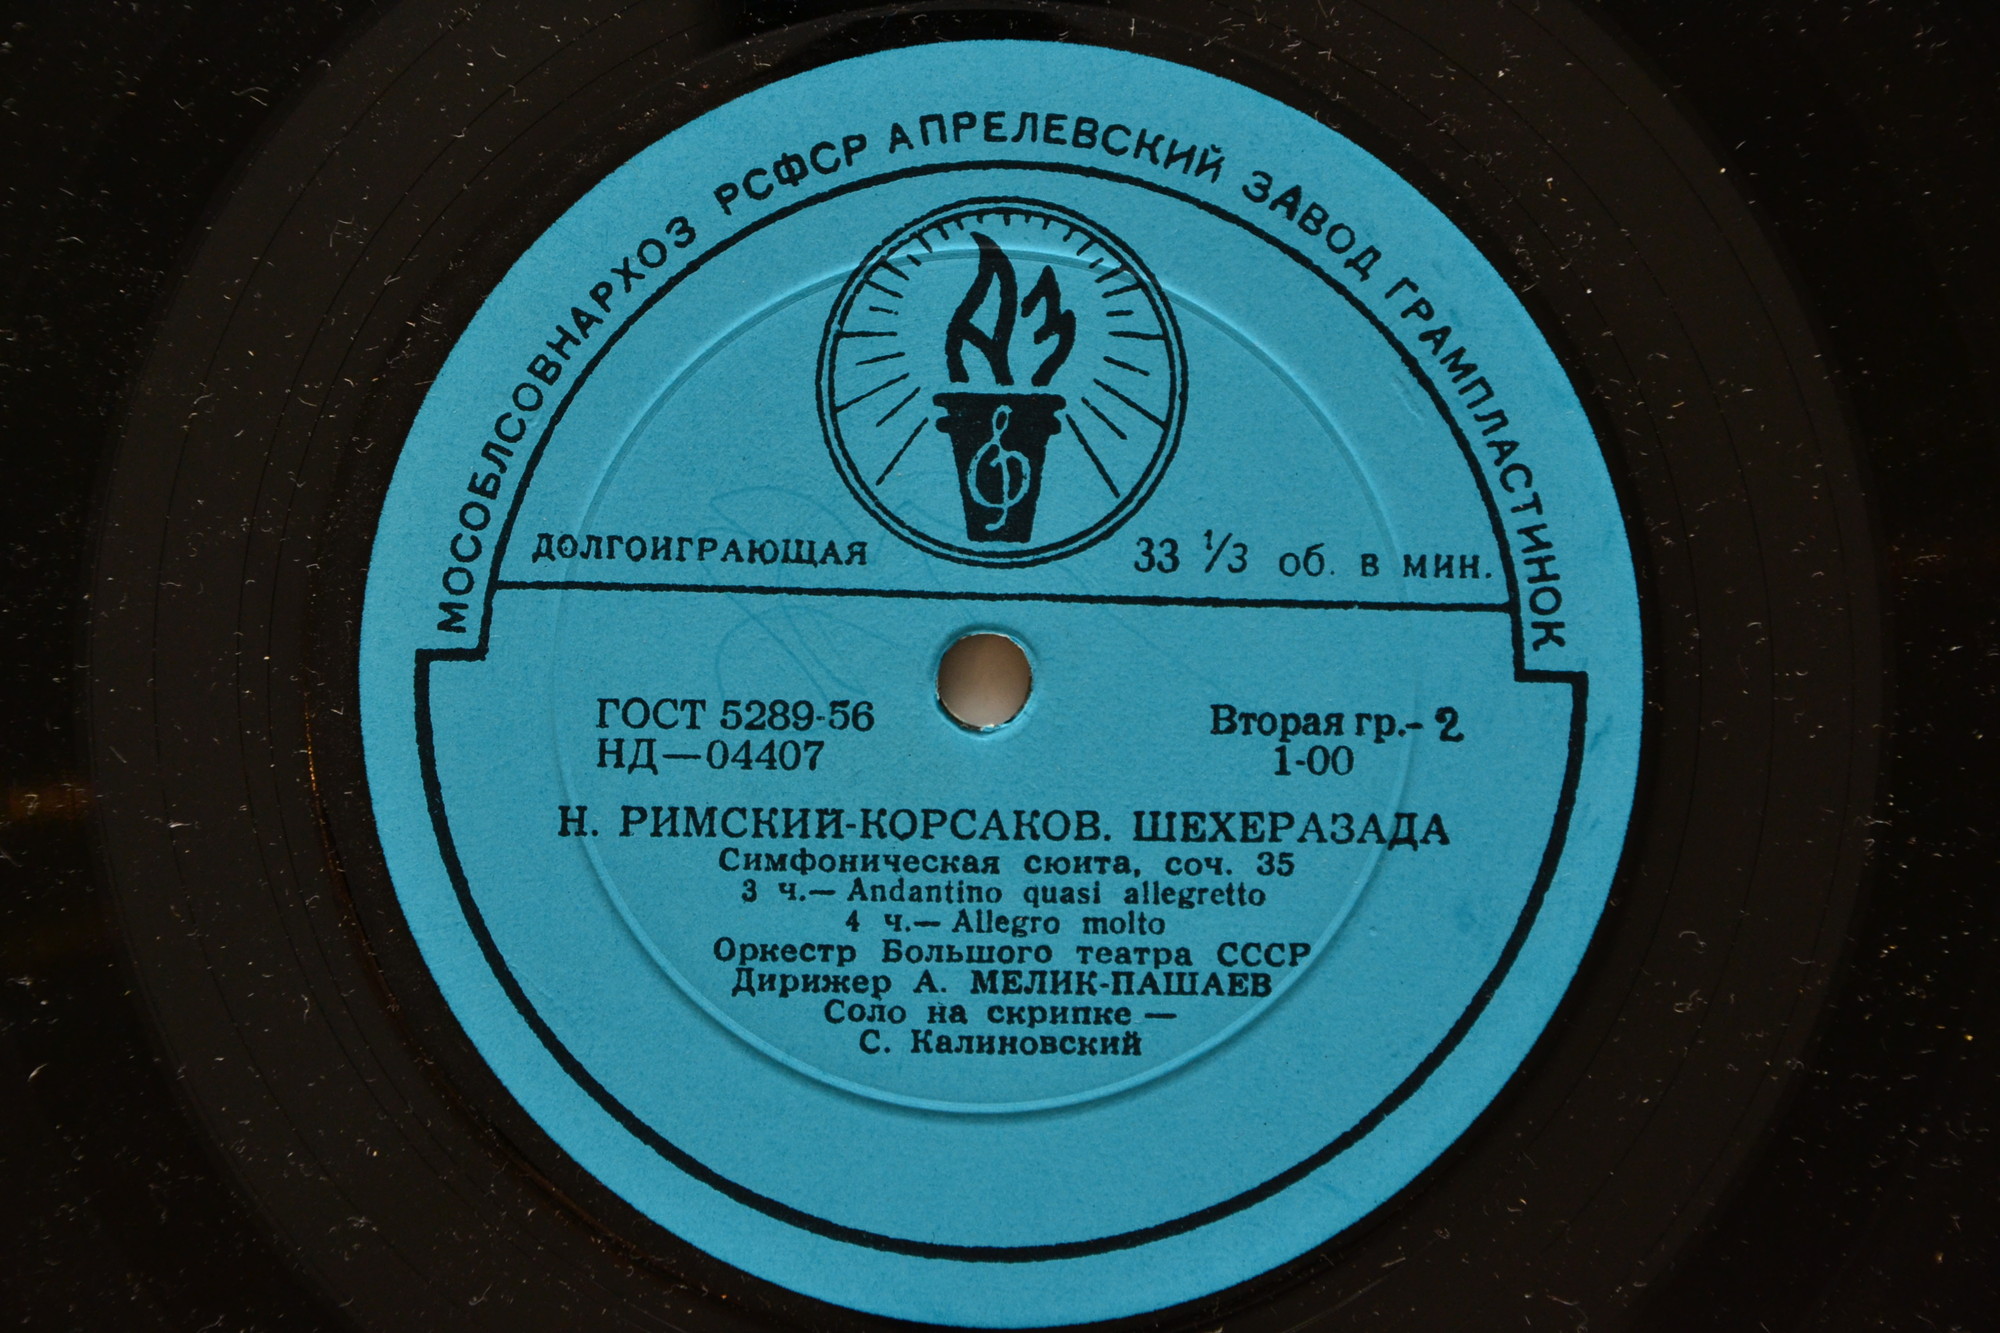 МОСОБЛСОВНАРХОЗ РСФСР АПРЕЛЕВСКИЙ ЗАВОД ГРАМПЛАСТИНОК
АЗ
ДОЛГОИГРАЮЩАЯ 33 1/3 об. в мин.
ГОСТ 5289-56 Вторая гр.- 2
НД—04407 1-00
Н. РИМСКИЙ-КОРСАКОВ. ШЕХЕРАЗАДА
Симфоническая сюита, соч. 35
3 ч.— Andantino quasi allegretto
4 ч.— Allegro molto
Оркестр Большого театра СССР
Дирижер А. МЕЛИК-ПАШАЕВ
Соло на скрипке —
С. Калиновский